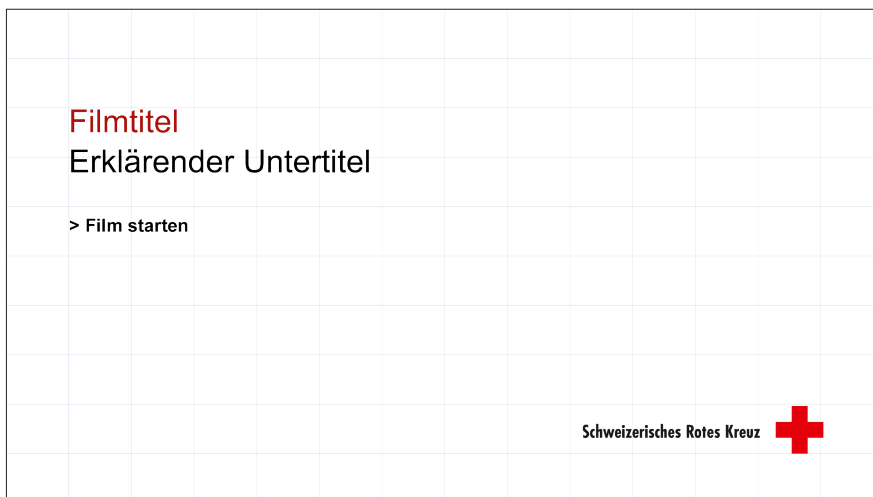 Filmtitel
Erklärender Untertitel
> Film starten
Schweizerisches Rotes Kreuz